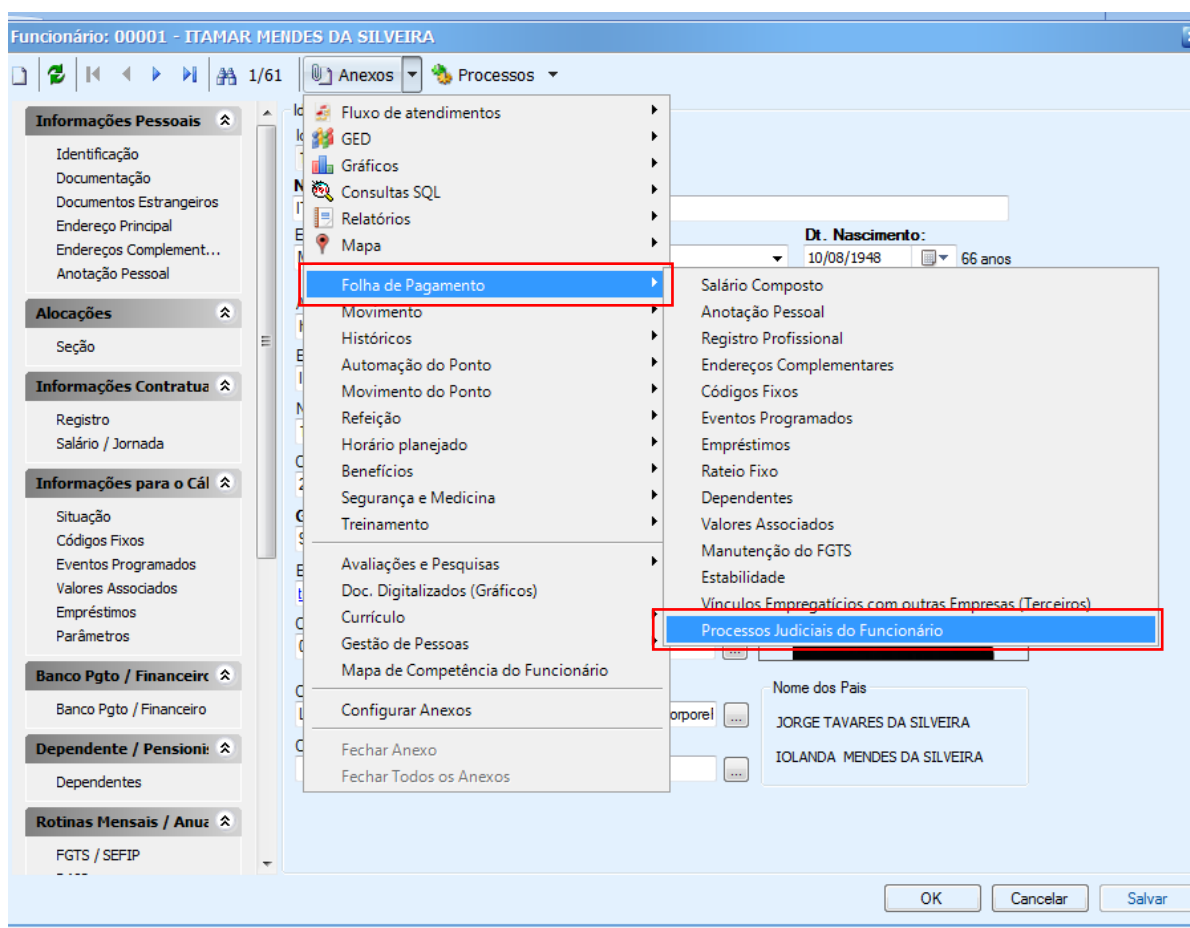 Funcionário: 00001 - ITAMAR MENDES DA SILVEIRA
1/61 Anexos Processos
Informações Pessoais
Identificação
Documentação
Documentos Estrangeiros
Endereço Principal
Endereços Complement...
Anotação Pessoal
Alocações
Seção
Informações Contratua
Registro
Salário / Jornada
Informações para o Cál
Situação
Códigos Fixos
Eventos Programados
Valores Associados
Empréstimos
Parâmetros
Banco Pgto / Financeirc
Banco Pgto / Financeiro
Dependente / Pensionis
Dependentes
Rotinas Mensais / Anua
FGTS / SEFIP
Fluxo de atendimentos
GED
Gráficos
Consultas SQL
Relatórios
Mapa
Folha de Pagamento
Movimento
Históricos
Automação do Ponto
Movimento do Ponto
Refeição
Horário planejado
Benefícios
Segurança e Medicina
Treinamento
Avaliações e Pesquisas
Doc. Digitalizados (Gráficos)
Currículo
Gestão de Pessoas
Mapa de Competência do Funcionário
Configurar Anexos
Fechar Anexo
Fechar Todos os Anexos
Dt. Nascimento:
10/08/1948 66 anos
Salário Composto
Anotação Pessoal
Registro Profissional
Endereços Complementares
Códigos Fixos
Eventos Programados
Empréstimos
Rateio Fixo
Dependentes
Valores Associados
Manutenção do FGTS
Estabilidade
Vínculos Empregatícios com outras Empresas (Terceiros)
Processos Judiciais do Funcionário
orporel ...
...
Nome dos Pais
JORGE TAVARES DA SILVEIRA
IOLANDA MENDES DA SILVEIRA
OK Cancelar Salvar